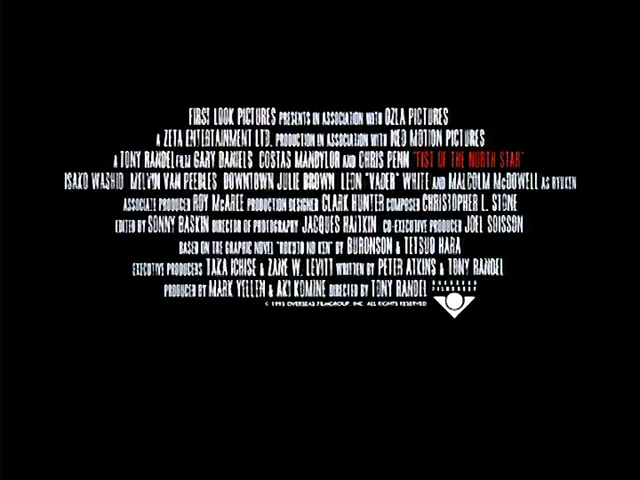 FIRST LOOK PICTURES PRESENTS IN ASSOCIATION WITH OZLA PICTURES
A ZETA ENTERTAINMENT LTD. PRODUCTION IN ASSOCIATION WITH NEO MOTION PICTURES
A TONY RANDEL FILM GARY DANIELS COSTAS MANDYLOR AND CHRIS PENN "FIST OF THE NORTH STAR"
ISAKO WASHIO MELVIN VAN PEEBLES DOWNTOWN JULIE BROWN LEON "VADER" WHITE AND MALCOLM McDOWELL AS RYUKEN
ASSOCIATE PRODUCER ROY McAREE PRODUCTION DESIGNER CLARK HUNTER COMPOSER CHRISTOPHER L. STONE
EDITED BY SONNY BASKIN DIRECTOR OF PHOTOGRAPHY JACQUES HAITKIN CO-EXECUTIVE PRODUCER JOEL SOISSON
BASED ON THE GRAPHIC NOVEL "HOKUTO NO KEN" BY BURONSON & TETSUO HARA
EXECUTIVE PRODUCERS TAKA ICHISE & ZANE W. LEVITT WRITTEN BY PETER ATKINS & TONY RANDEL
PRODUCED BY MARK YELLEN & AKI KOMINE DIRECTED BY TONY RANDEL
OVERSEAS
FILMGROUP
© 1995 OVERSEAS FILMGROUP, INC. ALL RIGHTS RESERVED